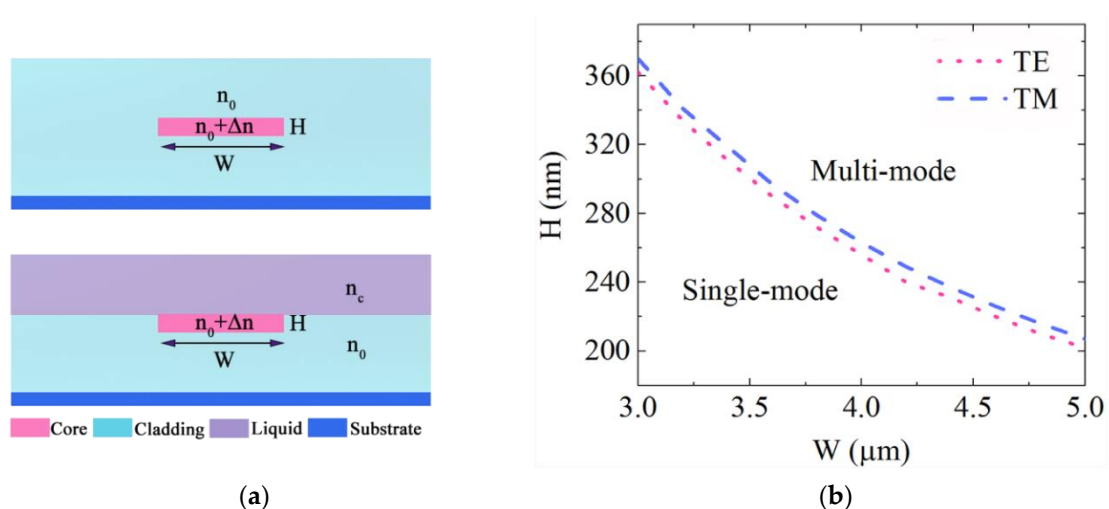 n0
n0+Δn H
W
nc
n0+Δn H
W n0
Core Cladding Liquid Substrate
(a)
H (nm)
360
320
280
240
200
TE
TM
Multi-mode
Single-mode
3.0 3.5 4.0 4.5 5.0
W (μm)
(b)